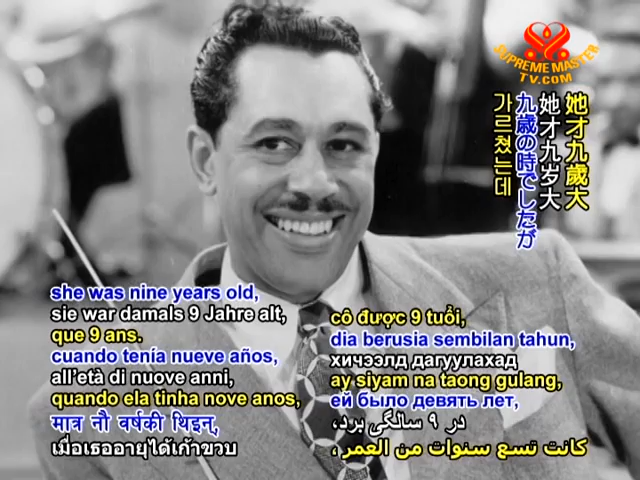 SUPREME MASTER
TV.COM
她才九歲大
她才九岁大
九歳の時でしたが
가르쳤는데
she was nine years old,
sie war damals 9 Jahre alt,
que 9 ans.
cuando tenía nueve años,
all'età di nuove anni,
quando ela tinha nove anos,
मात्र नौ वर्षकी थिइन्,
เมื่อเธออายุได้เก้าขวบ
cô được 9 tuổi,
dia berusia sembilan tahun,
хичээлд дагуулахад
ay siyam na taong gulang,
ей было девять лет,
در ۹ سالگی برد،
كانت تسع سنوات من العمر،